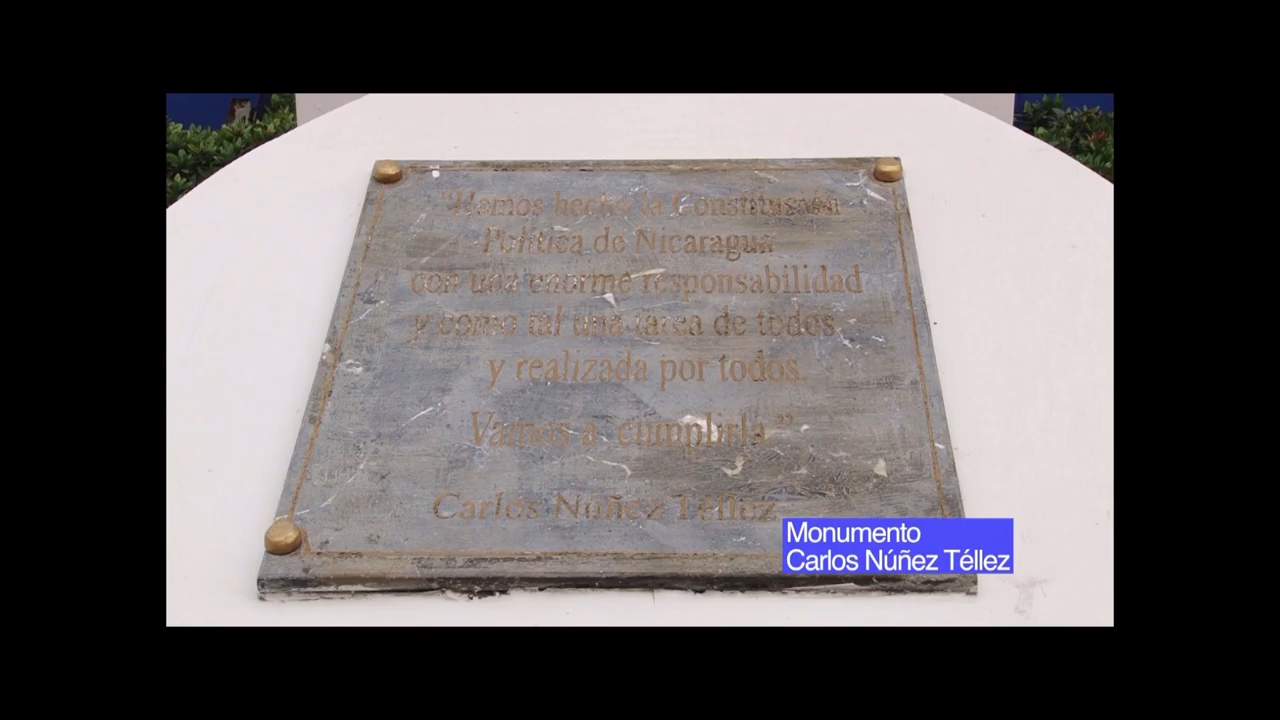 "Hemos hecho la Constitución
Política de Nicaragua
con una enorme responsabilidad
y como tal una tarea de todos
y realizada por todos.
Vamos a cumplirla."
Carlos Núñez Téllez
Monumento
Carlos Núñez Téllez